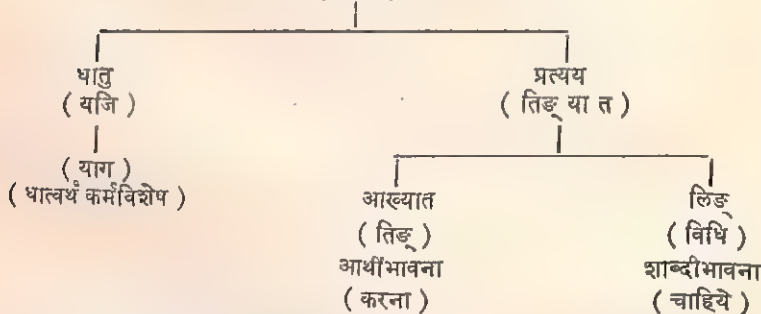 धातु
( यजि )
( याग )
( धात्वर्थ कर्मविशेष )
प्रत्यय
( तिङ् या त )
आख्यात
( तिङ् )
आर्थीभावना
( करना )
लिङ्
( विधि )
शाब्दीभावना
( चाहिये )